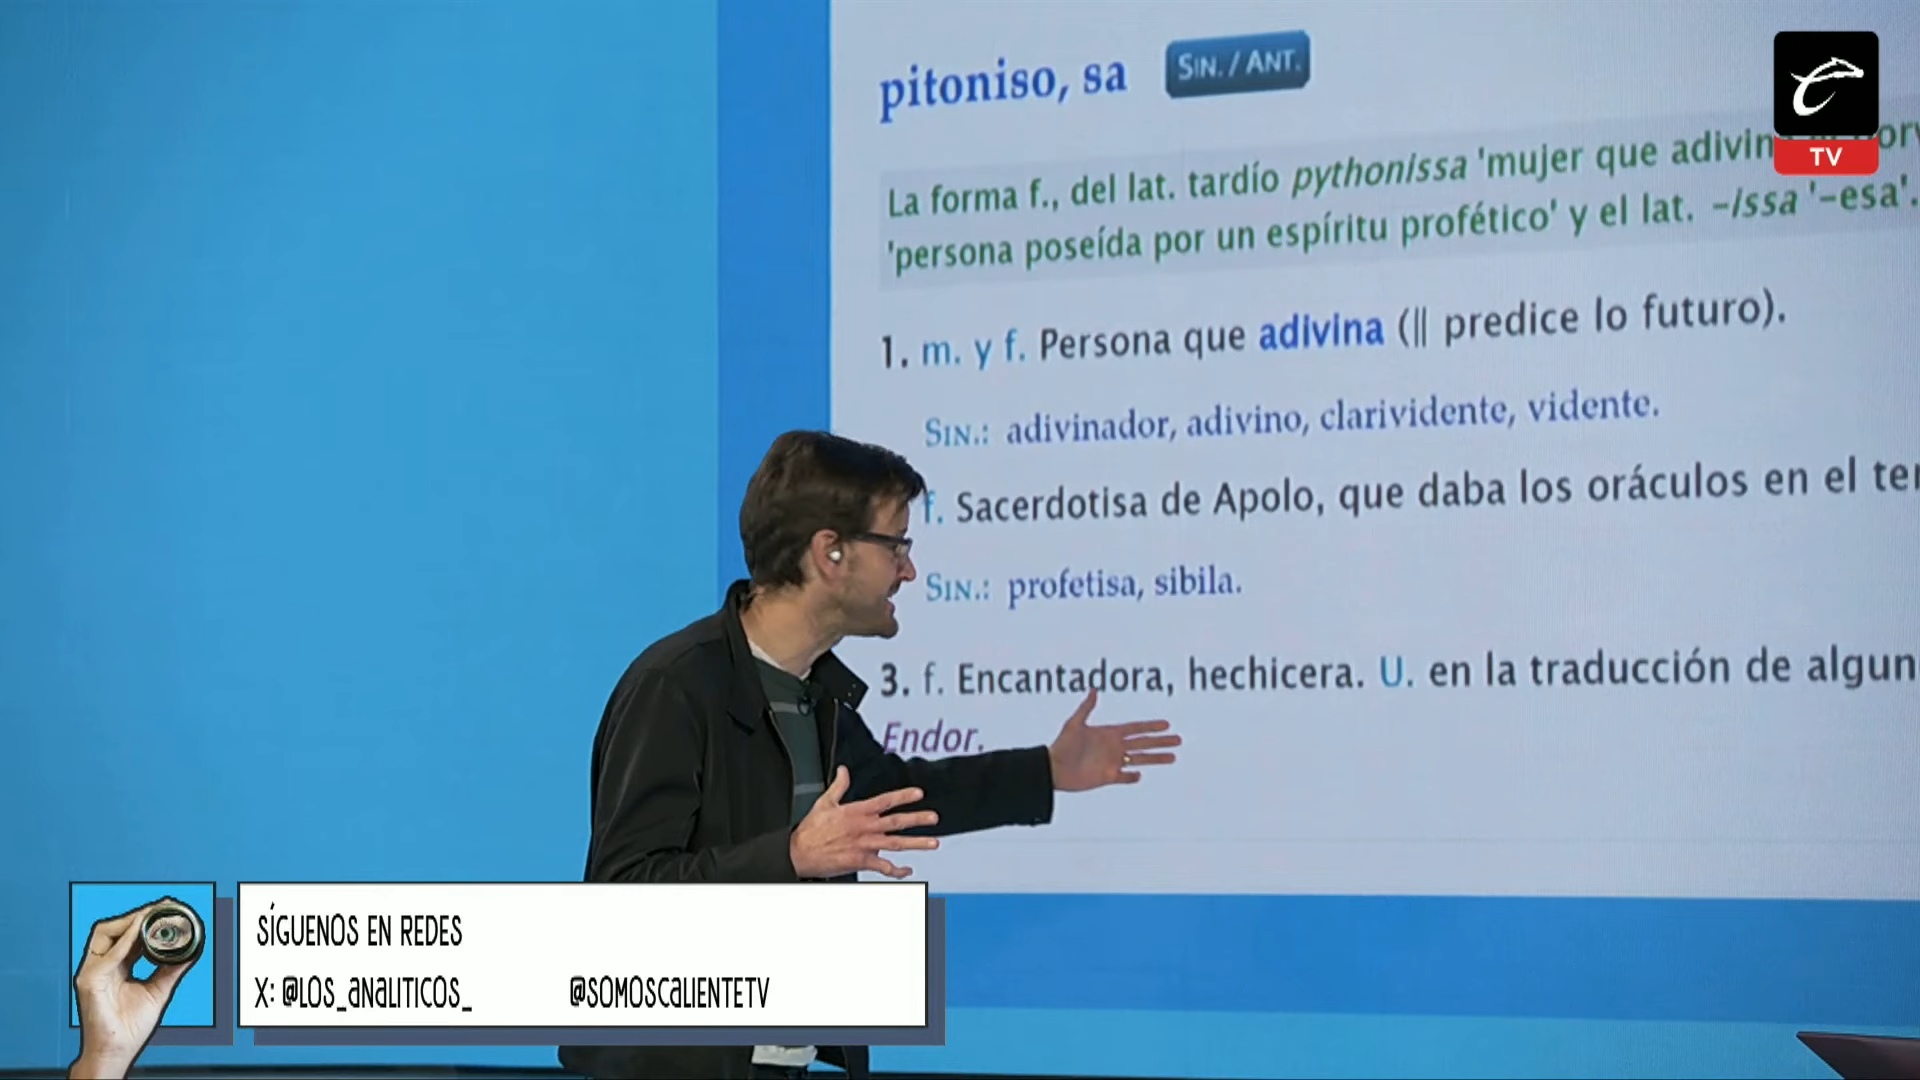 pitoniso, sa
SIN. / ANT.
TV
La forma f., del lat. tardío pythonissa 'mujer que adivin
'persona poseída por un espíritu profético' y el lat. -issa '-esa'.
1. m. y f. Persona que adivina (|| predice lo futuro).
SIN.: adivinador, adivino, clarividente, vidente.
f. Sacerdotisa de Apolo, que daba los oráculos en el
SIN.: profetisa, sibila.
3. f. Encantadora, hechicera. U. en la traducción de algun
Endor.
SÍGUENOS EN REDES
X: @LOS_ANALITICOS_
@SOMOSCALIENTETV